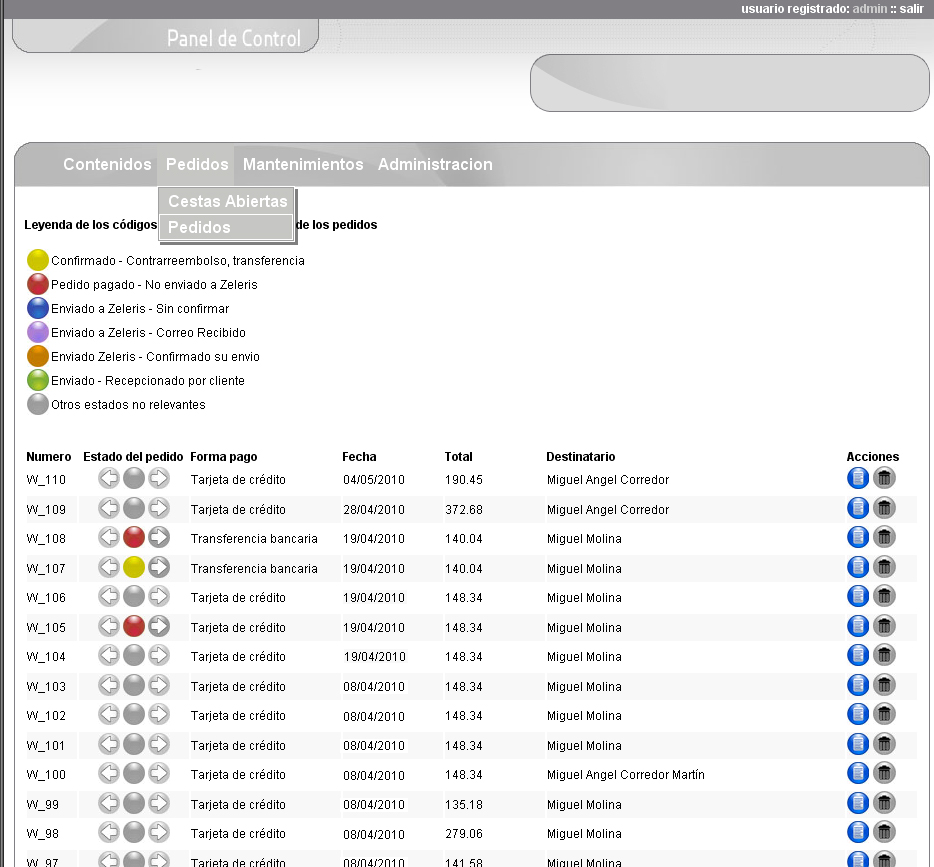 usuario registrado: admin :: salir
Panel de Control
Contenidos Pedidos Mantenimientos Administracion
Cestas Abiertas
Pedidos
Leyenda de los códigos de los pedidos
Confirmado - Contrarreembolso, transferencia
Pedido pagado - No enviado a Zeleris
Enviado a Zeleris - Sin confirmar
Enviado a Zeleris - Correo Recibido
Enviado Zeleris - Confirmado su envio
Enviado - Recepcionado por cliente
Otros estados no relevantes
Numero Estado del pedido Forma pago Fecha Total Destinatario Acciones
W_110 Tarjeta de crédito 04/05/2010 190.45 Miguel Angel Corredor
W_109 Tarjeta de crédito 28/04/2010 372.68 Miguel Angel Corredor
W_108 Transferencia bancaria 19/04/2010 140.04 Miguel Molina
W_107 Transferencia bancaria 19/04/2010 140.04 Miguel Molina
W_106 Tarjeta de crédito 19/04/2010 148.34 Miguel Molina
W_105 Tarjeta de crédito 19/04/2010 148.34 Miguel Molina
W_104 Tarjeta de crédito 19/04/2010 148.34 Miguel Molina
W_103 Tarjeta de crédito 08/04/2010 148.34 Miguel Molina
W_102 Tarjeta de crédito 08/04/2010 148.34 Miguel Molina
W_101 Tarjeta de crédito 08/04/2010 148.34 Miguel Molina
W_100 Tarjeta de crédito 08/04/2010 148.34 Miguel Angel Corredor Martín
W_99 Tarjeta de crédito 08/04/2010 135.18 Miguel Molina
W_98 Tarjeta de crédito 08/04/2010 279.06 Miguel Molina
W_97 Tarjeta de crédito 08/04/2010 141.58 Miguel Molina